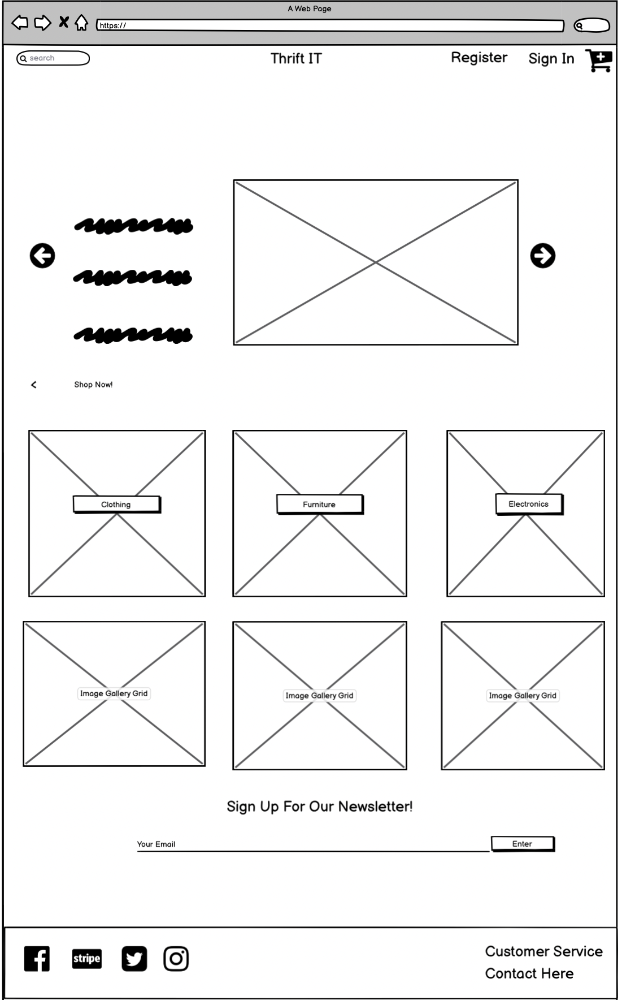 A Web Page
https://
search
Thrift IT
Register
Sign In
Shop Now!
Clothing
Furniture
Electronics
Image Gallery Grid
Image Gallery Grid
Image Gallery Grid
Sign Up For Our Newsletter!
Your Email
Enter
stripe
Customer Service
Contact Here